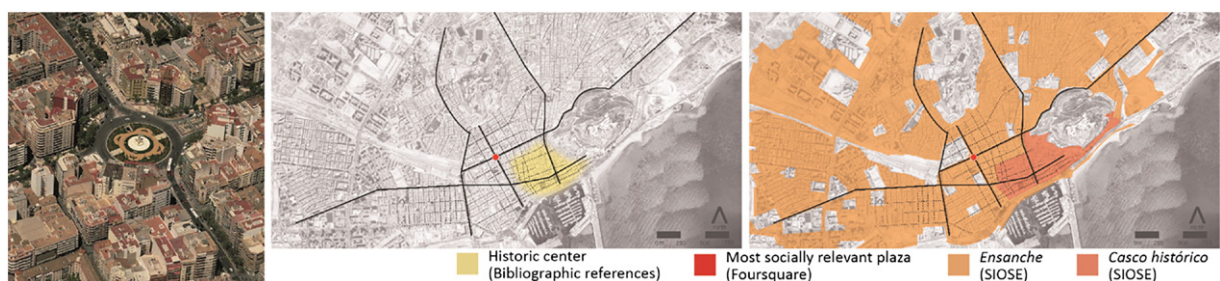 Historic center
(Bibliographic references)
Most socially relevant plaza
(Foursquare)
Ensanche
(SIOSE)
Casco histórico
(SIOSE)